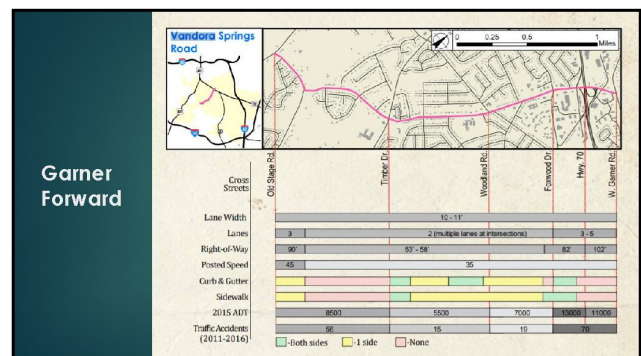 Garner
Forward
Vandora Springs
Road
0 0.25 0.5 1
Miles
Cross
Streets
Old Stage Rd.
Timber Dr.
Woodland Rd.
Foxwood Dr.
Hwy. 70
W. Garner Rd.
Lane Width 10 - 11'
Lanes 3 2 (multiple lanes at intersections) 3 - 5
Right-of-Way 90' 53' - 58' 82' 102'
Posted Speed 45 35
Curb & Gutter
Sidewalk
2015 ADT 8500 5500 7000 13000 11000
Traffic Accidents 56 15 19 70
(2011-2016) -Both sides -1 side -None